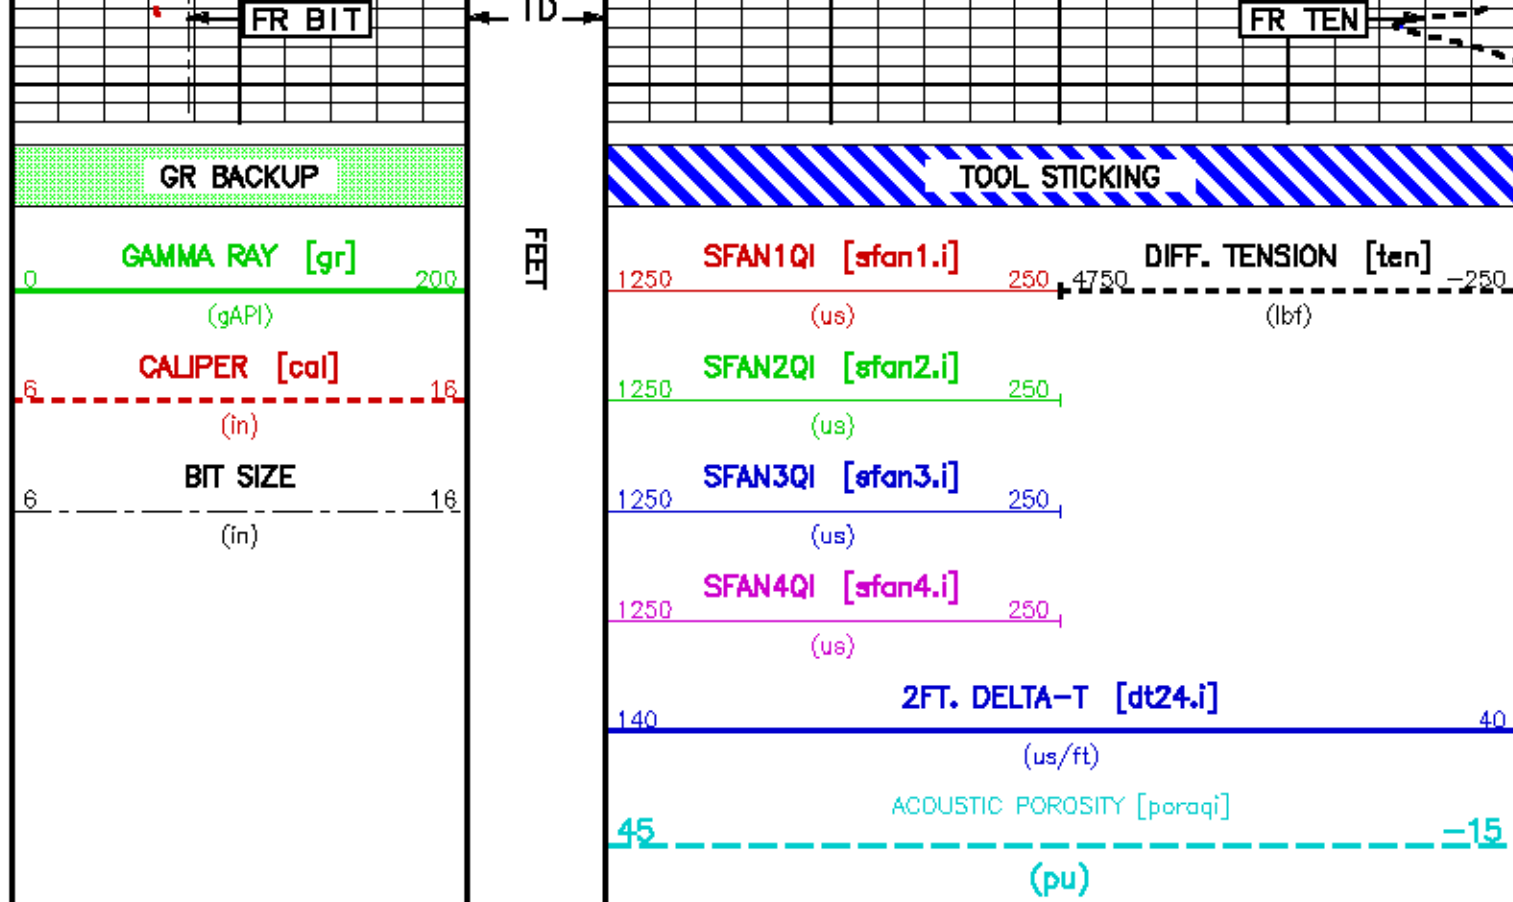 FR BIT
TD
FR TEN
GR BACKUP
TOOL STICKING
FEET
GAMMA RAY [gr]
0 200
(gAPI)
CALIPER [cal]
6 16
(in)
BIT SIZE
6 16
(in)
SFAN1QI [sfan1.i]
1250 250
(us)
DIFF. TENSION [ten]
4750 -250
(lbf)
SFAN2QI [sfan2.i]
1250 250
(us)
SFAN3QI [sfan3.i]
1250 250
(us)
SFAN4QI [sfan4.i]
1250 250
(us)
2FT. DELTA-T [dt24.i]
140 40
(us/ft)
ACOUSTIC POROSITY [poraqi]
45 -15
(pu)